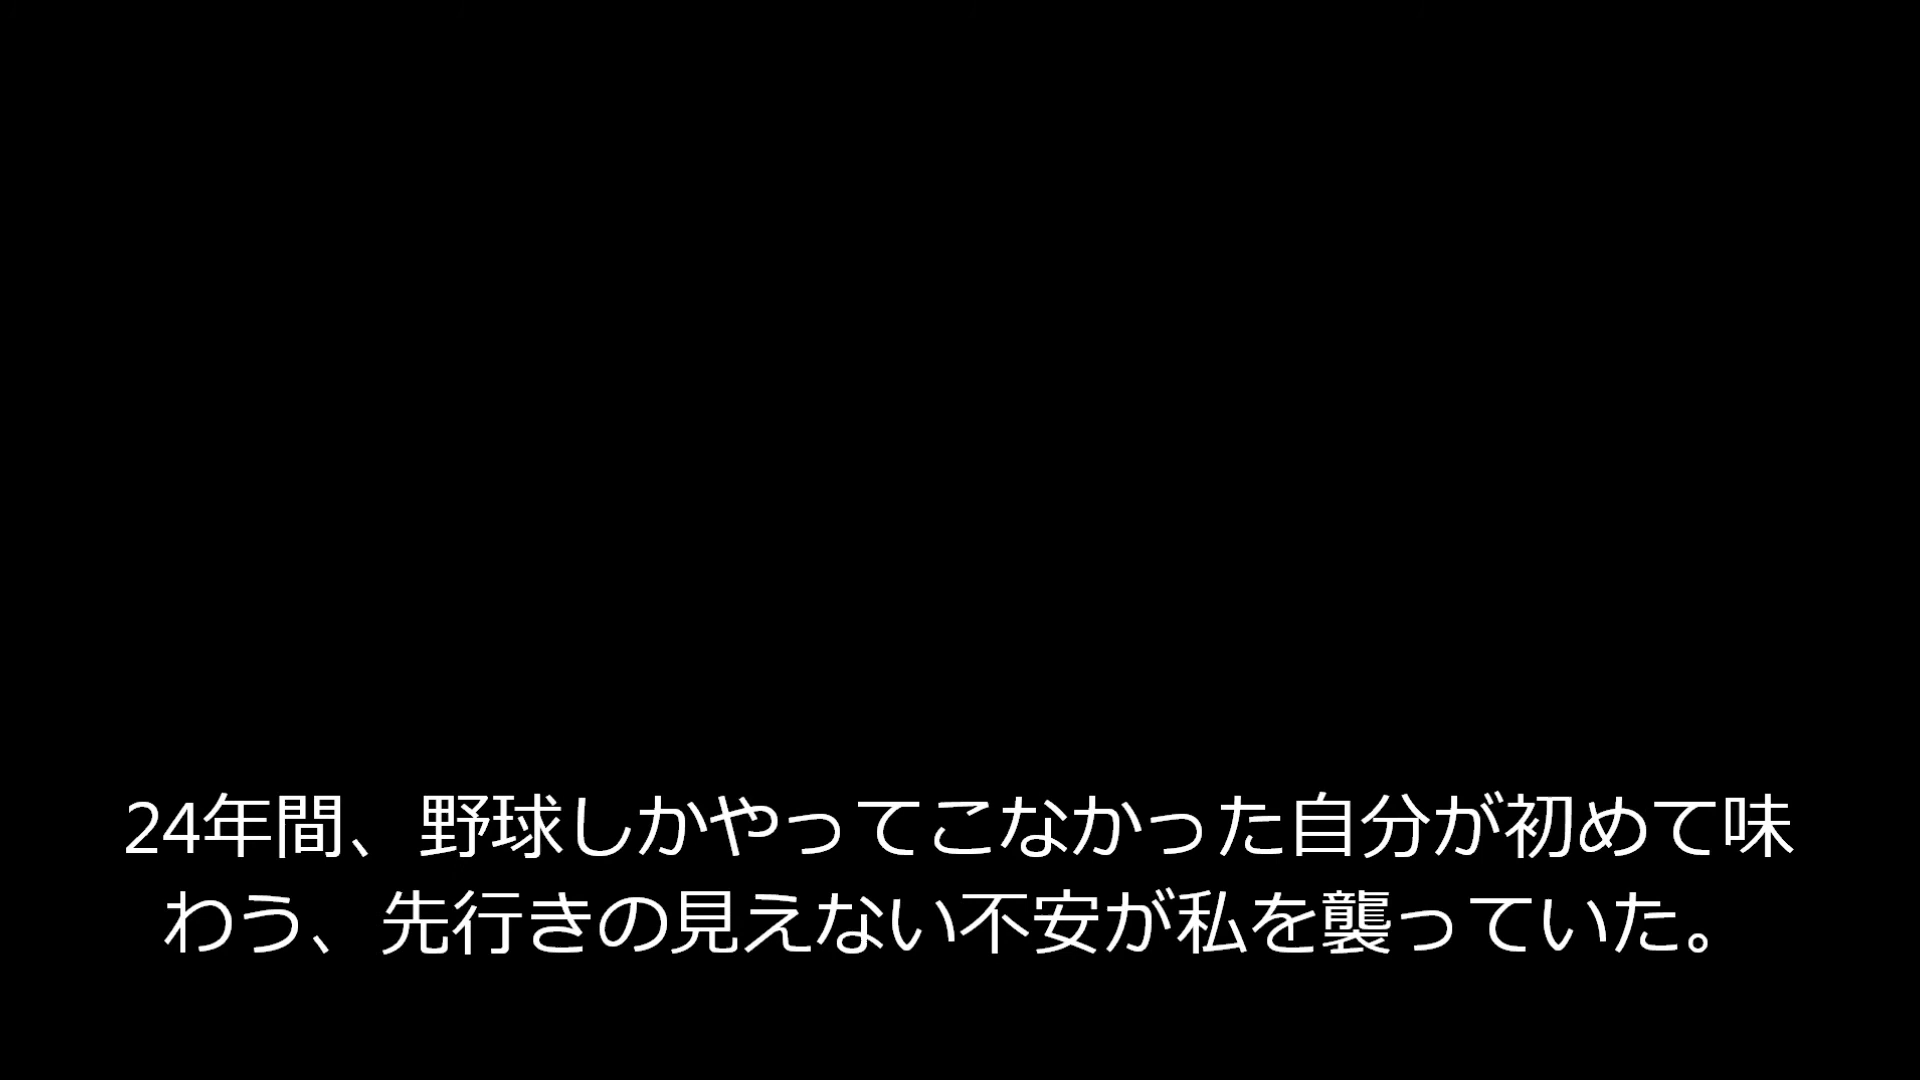 24年間、野球しかやってこなかった自分が初めて味
わう、先行きの見えない不安が私を襲っていた。